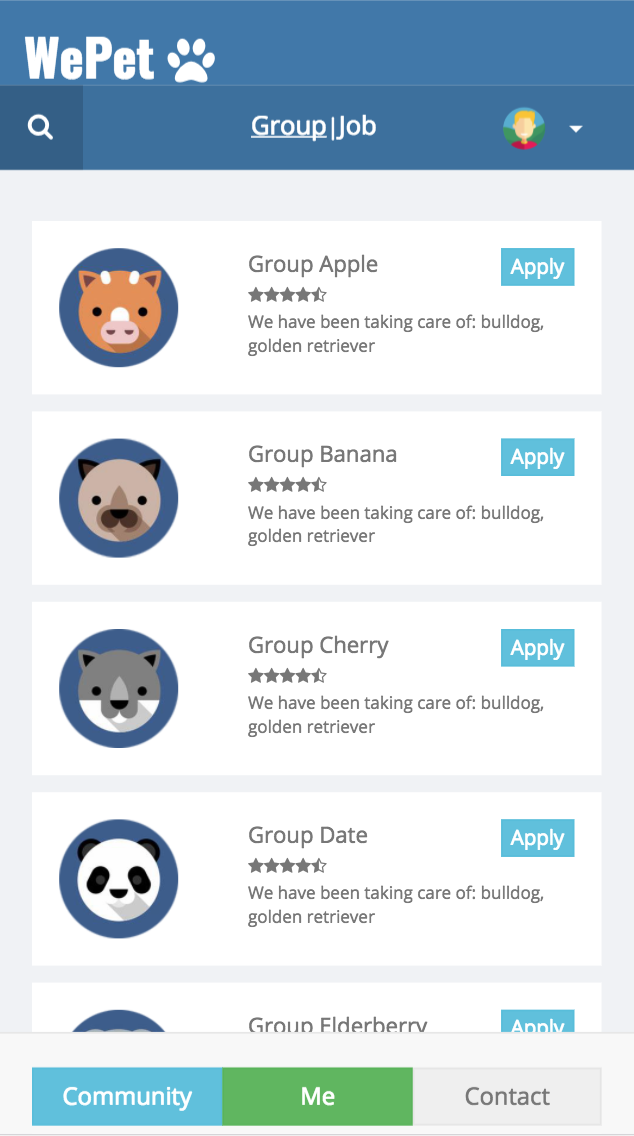 WePet
Group|Job
Group Apple
Apply
We have been taking care of: bulldog,
golden retriever
Group Banana
Apply
We have been taking care of: bulldog,
golden retriever
Group Cherry
Apply
We have been taking care of: bulldog,
golden retriever
Group Date
Apply
We have been taking care of: bulldog,
golden retriever
Group Elderberry
Apply
Community
Me
Contact